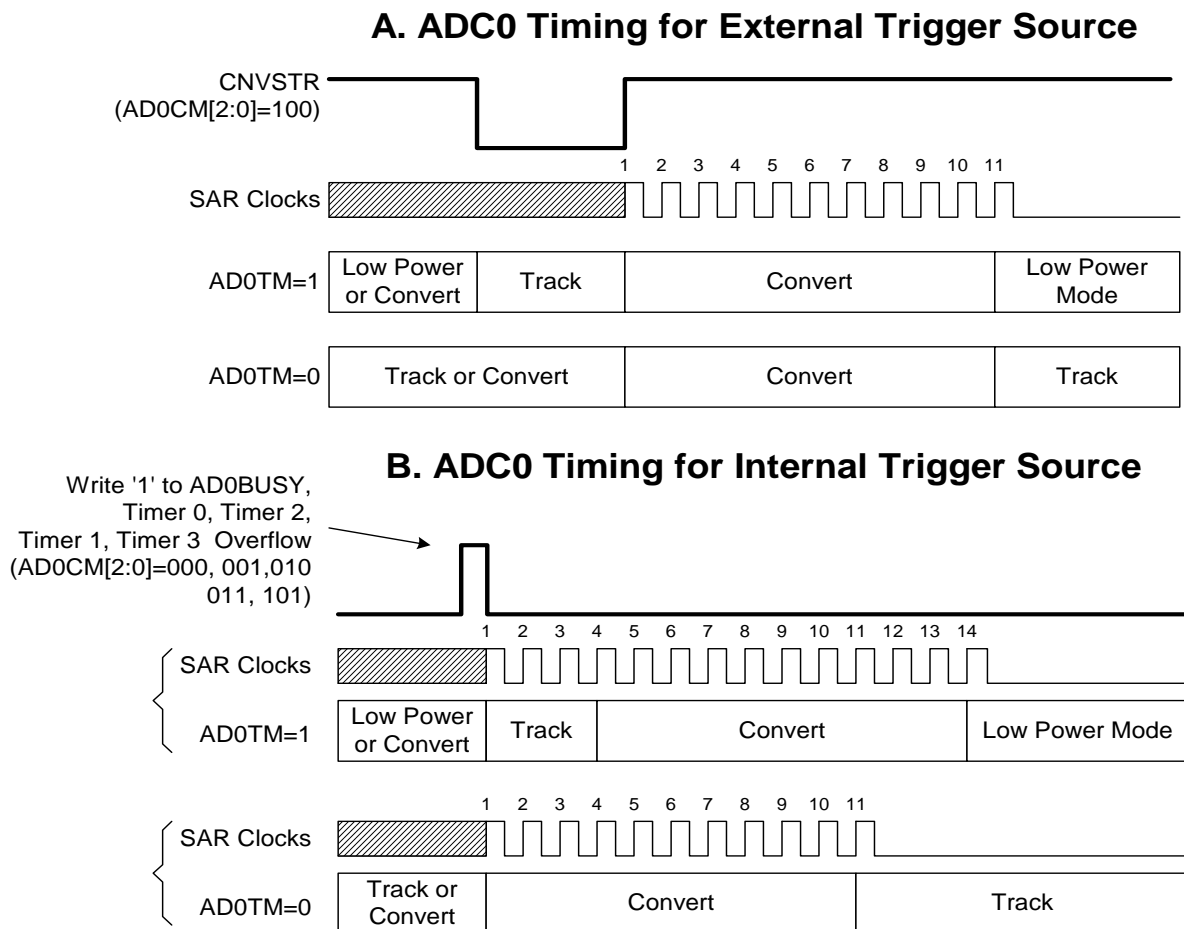 A. ADC0 Timing for External Trigger Source
CNVSTR
(AD0CM[2:0]=100)
1 2 3 4 5 6 7 8 9 10 11
SAR Clocks
AD0TM=1
Low Power
or Convert
Track
Convert
Low Power
Mode
AD0TM=0
Track or Convert
Convert
Track
B. ADC0 Timing for Internal Trigger Source
Write '1' to AD0BUSY,
Timer 0, Timer 2,
Timer 1, Timer 3 Overflow
(AD0CM[2:0]=000, 001,010
011, 101)
1 2 3 4 5 6 7 8 9 10 11 12 13 14
SAR Clocks
AD0TM=1
Low Power
or Convert
Track
Convert
Low Power Mode
1 2 3 4 5 6 7 8 9 10 11
SAR Clocks
AD0TM=0
Track or
Convert
Convert
Track